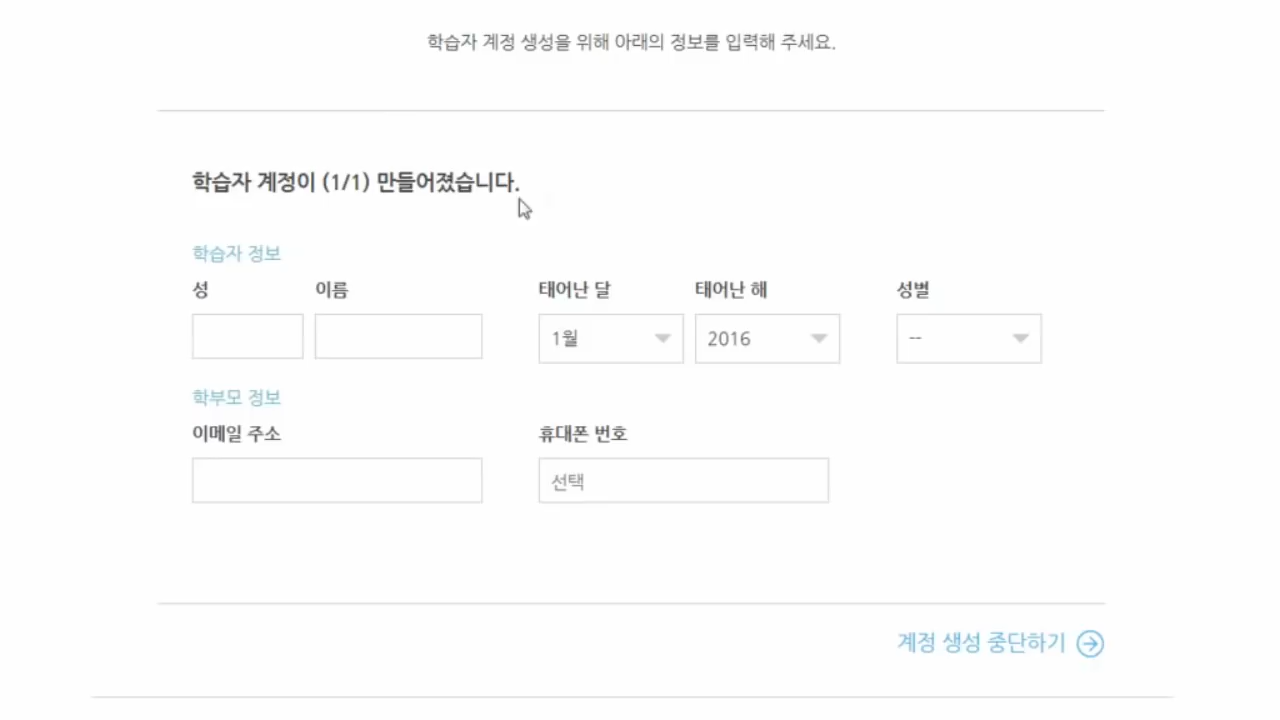 학습자 계정 생성을 위해 아래의 정보를 입력해 주세요.
학습자 계정이 (1/1) 만들어졌습니다.
학습자 정보
성 이름 태어난 달 태어난 해 성별
1월 2016 --
학부모 정보
이메일 주소 휴대폰 번호
선택
계정 생성 중단하기